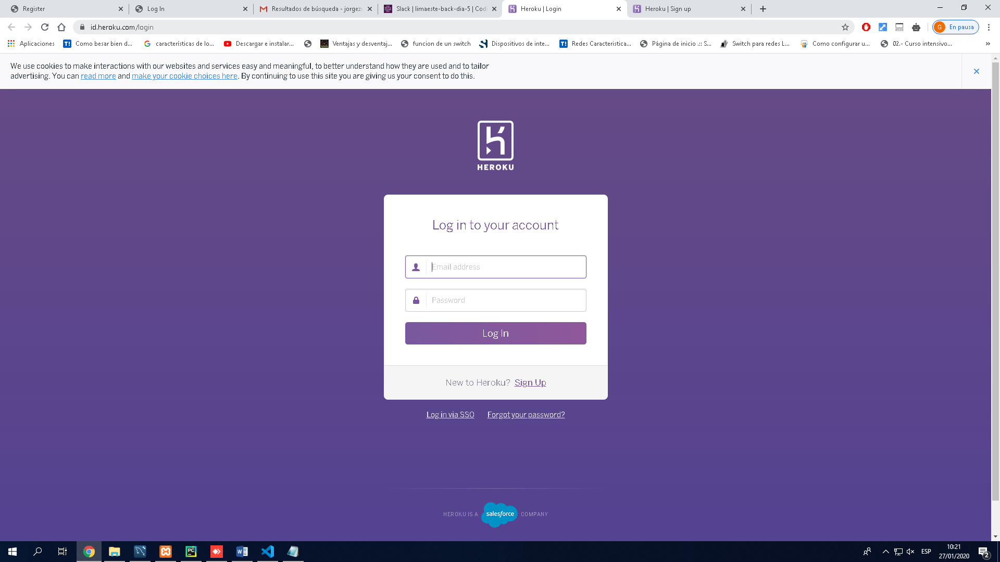 Register
Log In
Resultados de búsqueda - jorgez
Slack | limaeste-back-dia-5 | Cod
Heroku | Login
Heroku | Sign up
id.heroku.com/login
G En pausa
Aplicaciones
Como besar bien d...
características de lo...
Descargar e instalar...
Ventajas y desventaj...
funcion de un switch
Dispositivos de inte...
Redes Caracteristica...
Página de inicio .:: S...
Switch para redes L...
Como configurar u...
02.- Curso intensivo...
We use cookies to make interactions with our websites and services easy and meaningful, to better understand how they are used and to tailor
advertising. You can read more and make your cookie choices here. By continuing to use this site you are giving us your consent to do this.
HEROKU
Log in to your account
Email address
Password
Log In
New to Heroku? Sign Up
Log in via SSO
Forgot your password?
HEROKU IS A salesforce COMPANY
ESP
10:21
27/01/2020
2